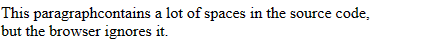 This paragraphcontains a lot of spaces in the source code,
but the browser ignores it.